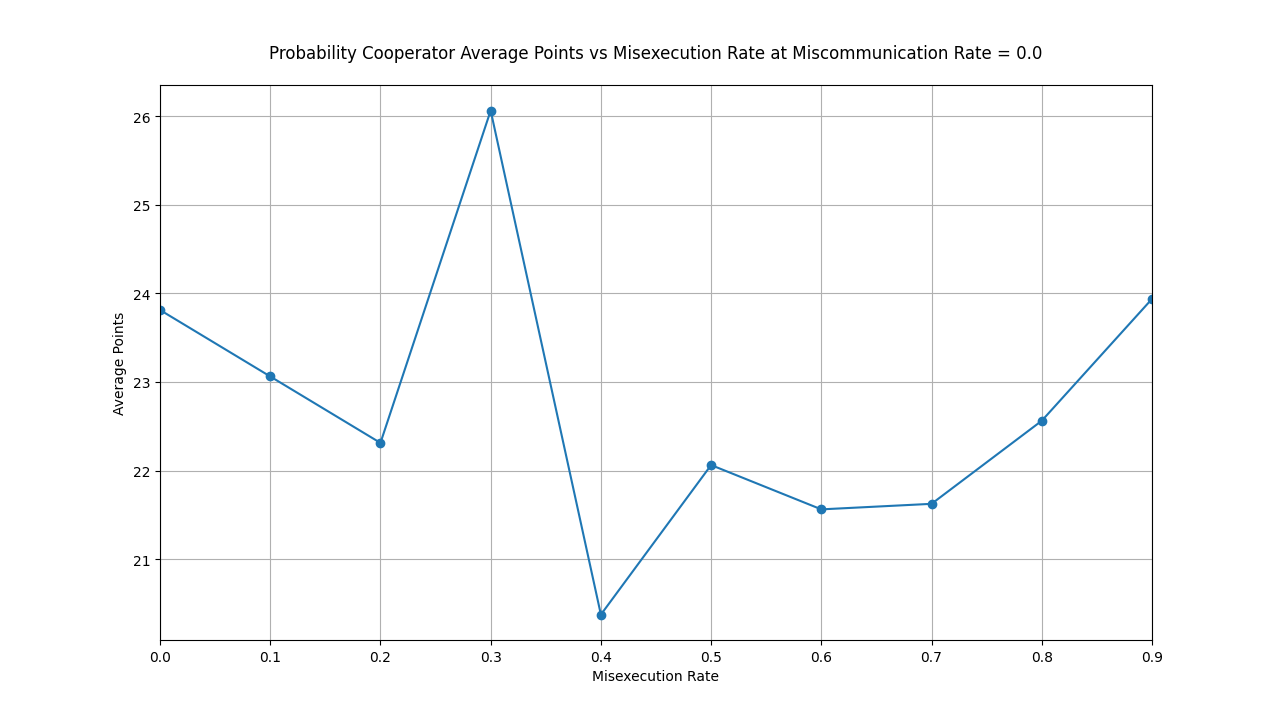 Probability Cooperator Average Points vs Misexecution Rate at Miscommunication Rate = 0.0
26
25
24
23
22
21
Average Points
0.0 0.1 0.2 0.3 0.4 0.5 0.6 0.7 0.8 0.9
Misexecution Rate